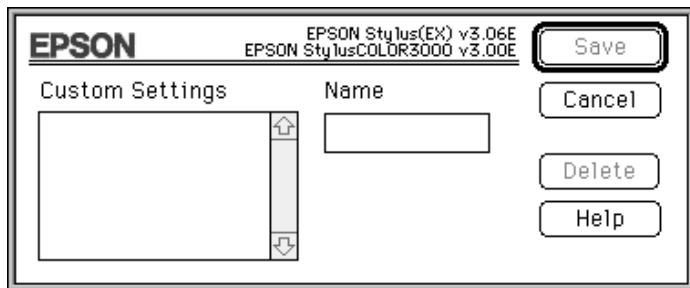 EPSON
EPSON Stylus(EX) v3.06E
EPSON StylusCOLOR3000 v3.00E
Save
Custom Settings
Name
Cancel
Delete
Help